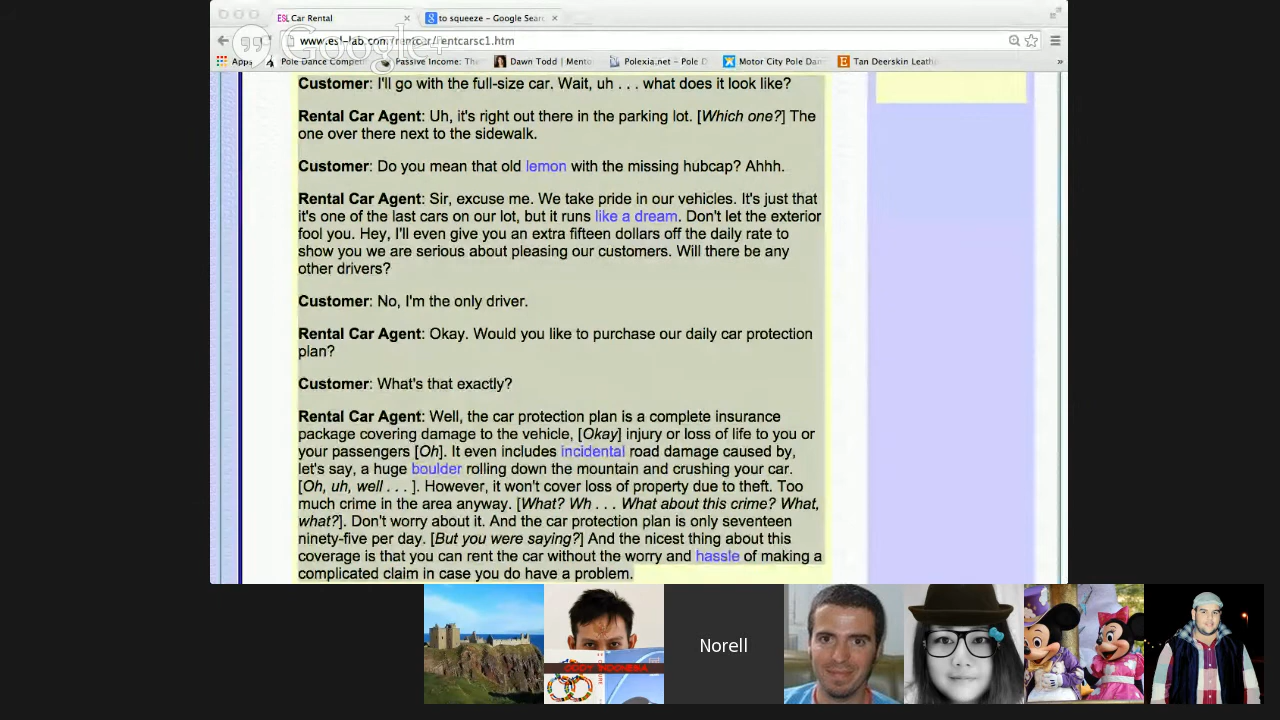 ESL Car Rental
to squeeze - Google Sear
Google+
www.esl-lab.com/rentcar/rentcarsc1.htm
Apps
Pole Dance Compet
Passive Income: The
Dawn Todd | Mento
Polexia.net - Pole D
Motor City Pole Dan
Tan Deerskin Leath
»
Customer: I'll go with the full-size car. Wait, uh . . . what does it look like?
Rental Car Agent: Uh, it's right out there in the parking lot. [Which one?] The
one over there next to the sidewalk.
Customer: Do you mean that old lemon with the missing hubcap? Ahhh.
Rental Car Agent: Sir, excuse me. We take pride in our vehicles. It's just that
it's one of the last cars on our lot, but it runs like a dream. Don't let the exterior
fool you. Hey, I'll even give you an extra fifteen dollars off the daily rate to
show you we are serious about pleasing our customers. Will there be any
other drivers?
Customer: No, I'm the only driver.
Rental Car Agent: Okay. Would you like to purchase our daily car protection
plan?
Customer: What's that exactly?
Rental Car Agent: Well, the car protection plan is a complete insurance
package covering damage to the vehicle, [Okay] injury or loss of life to you or
your passengers [Oh]. It even includes incidental road damage caused by,
let's say, a huge boulder rolling down the mountain and crushing your car.
[Oh, uh, well . . . ]. However, it won't cover loss of property due to theft. Too
much crime in the area anyway. [What? Wh . . . What about this crime? What,
what?]. Don't worry about it. And the car protection plan is only seventeen
ninety-five per day. [But you were saying?] And the nicest thing about this
coverage is that you can rent the car without the worry and hassle of making a
complicated claim in case you do have a problem.
Norell
CODY INDONESIA